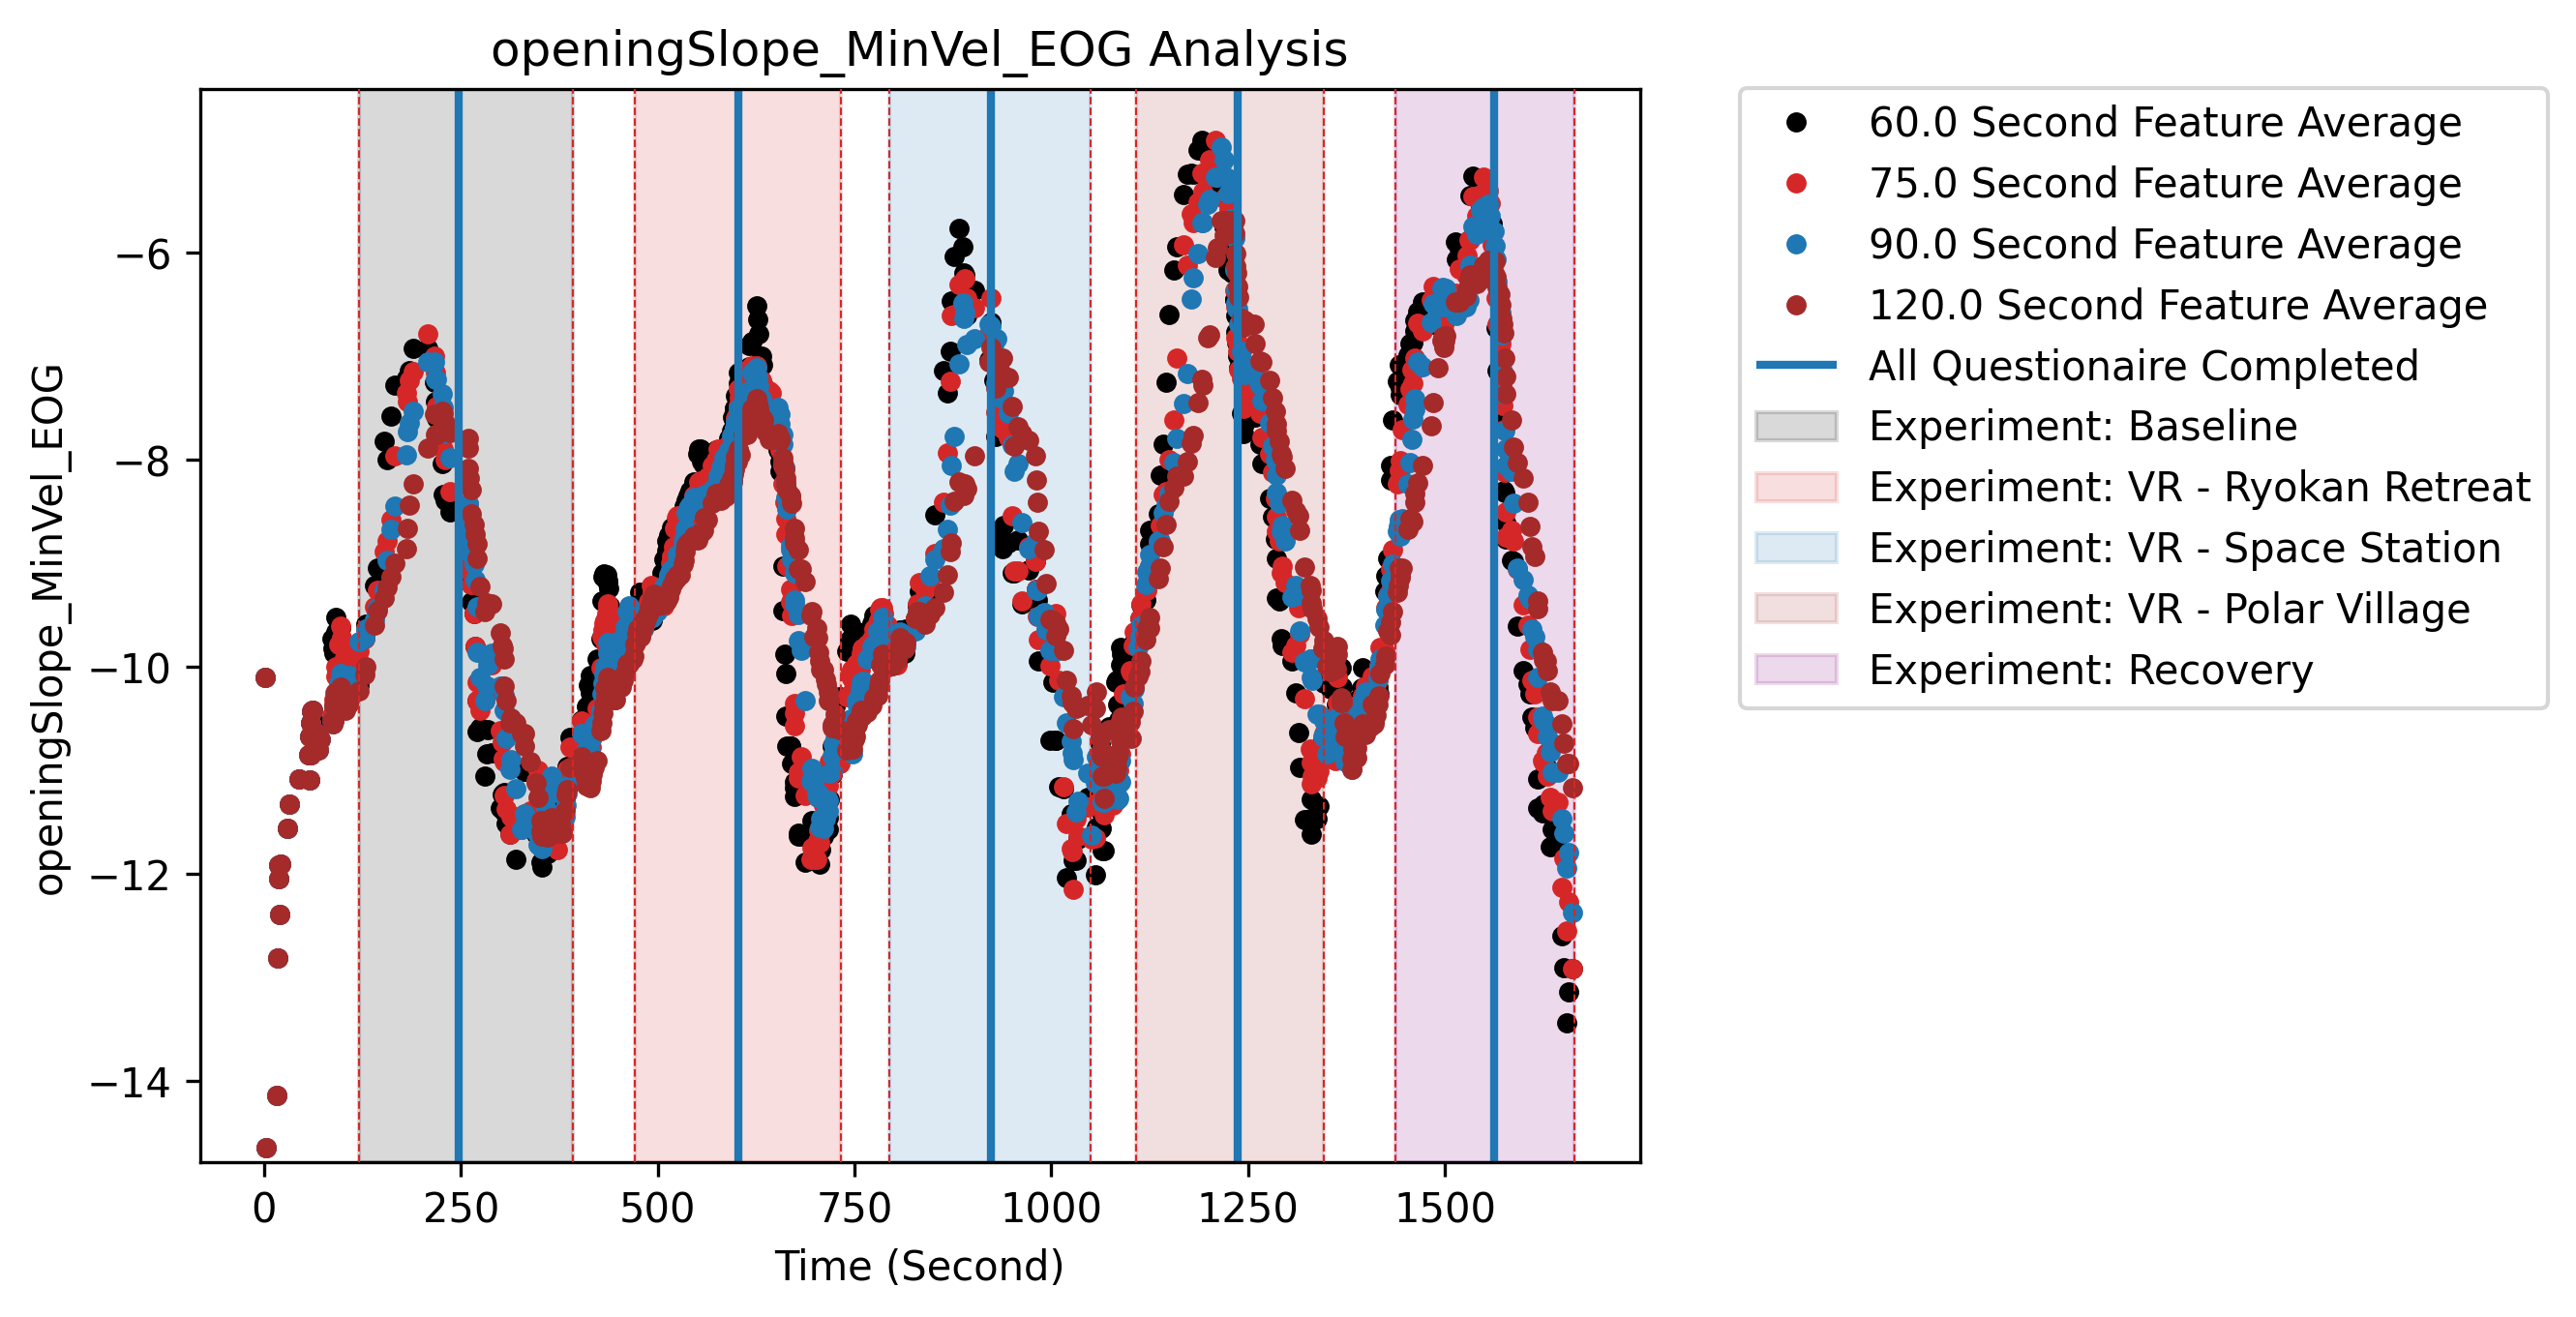 openingSlope_MinVel_EOG Analysis
openingSlope_MinVel_EOG
−6
−8
−10
−12
−14
0
250
500
750
1000
1250
1500
Time (Second)
60.0 Second Feature Average
75.0 Second Feature Average
90.0 Second Feature Average
120.0 Second Feature Average
All Questionaire Completed
Experiment: Baseline
Experiment: VR - Ryokan Retreat
Experiment: VR - Space Station
Experiment: VR - Polar Village
Experiment: Recovery